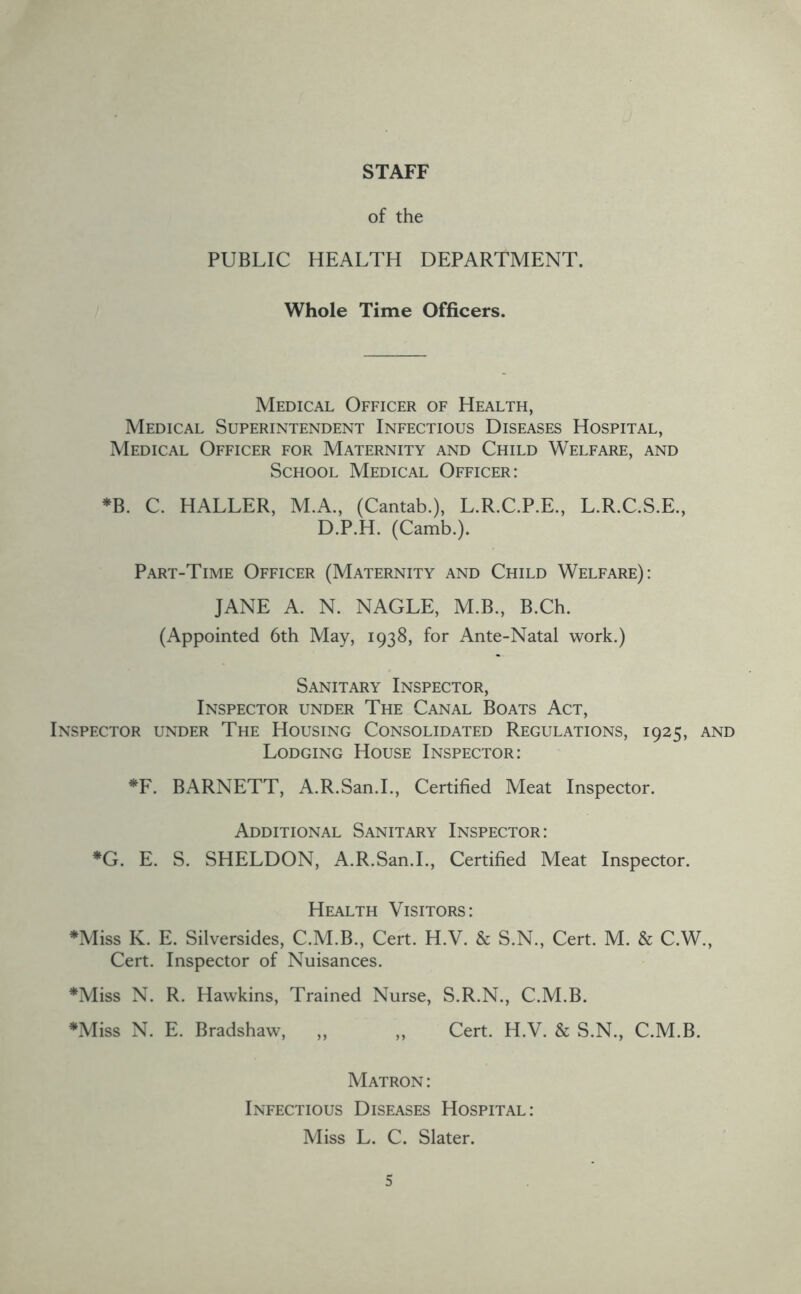 STAFF
of the
PUBLIC HEALTH DEPARTMENT.
Whole Time Officers.
Medical Officer of Health,
Medical Superintendent Infectious Diseases Hospital,
Medical Officer for Maternity and Child Welfare, and
School Medical Officer:
*B. C. HALLER, M.A., (Cantab.), L.R.C.P.E., L.R.C.S.E.,
D.P.H. (Camb.).
Part-Time Officer (Maternity and Child Welfare):
JANE A. N. NAGLE, M.B., B.Ch.
(Appointed 6th May, 1938, for Ante-Natal work.)
Sanitary Inspector,
Inspector under The Canal Boats Act,
Inspector under The Housing Consolidated Regulations, 1925, and
Lodging House Inspector:
*F. BARNETT, A.R.San.I., Certified Meat Inspector.
Additional Sanitary Inspector:
*G. E. S. SHELDON, A.R.San.I., Certified Meat Inspector.
Health Visitors:
*Miss K. E. Silversides, C.M.B., Cert. H.V. & S.N., Cert. M. & C.W.,
Cert. Inspector of Nuisances.
*Miss N. R. Hawkins, Trained Nurse, S.R.N., C.M.B.
*Miss N. E. Bradshaw, ,, ,, Cert. H.V. & S.N., C.M.B.
Matron:
Infectious Diseases Hospital:
Miss L. C. Slater.
5